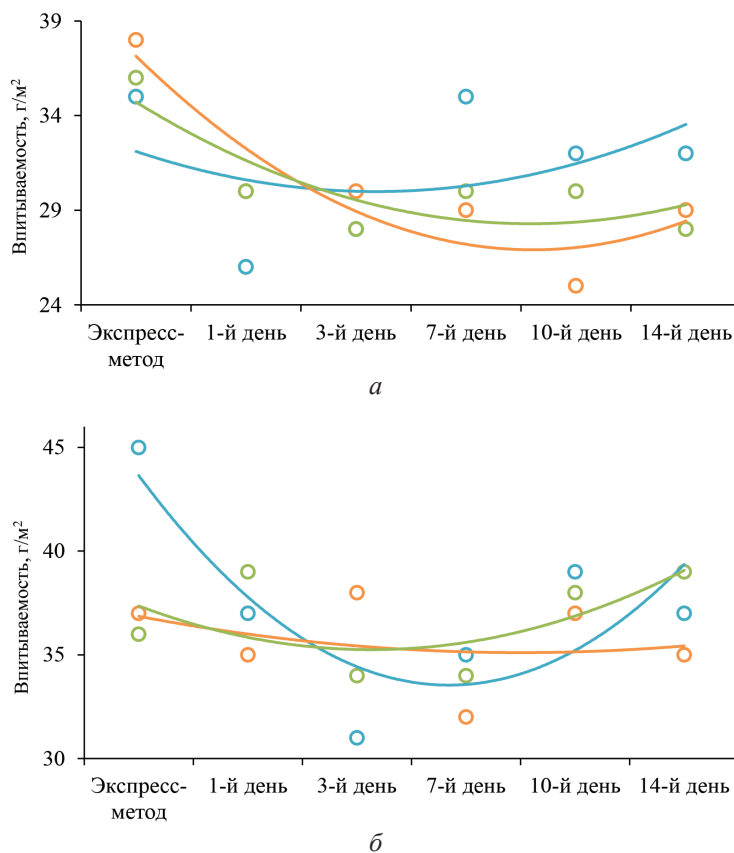 39
34
29
24
Впитываемость, г/м²
Экспресс-
метод
1-й день
3-й день
7-й день
10-й день
14-й день
а
45
40
35
30
Впитываемость, г/м²
Экспресс-
метод
1-й день
3-й день
7-й день
10-й день
14-й день
б